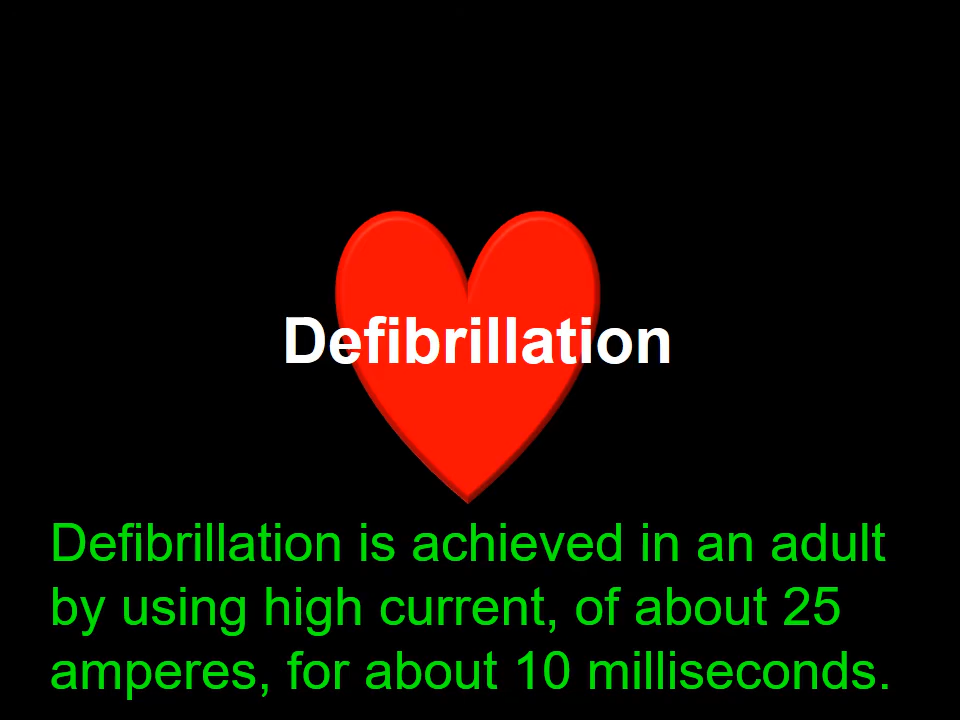 Defibrillation
Defibrillation is achieved in an adult
by using high current, of about 25
amperes, for about 10 milliseconds.